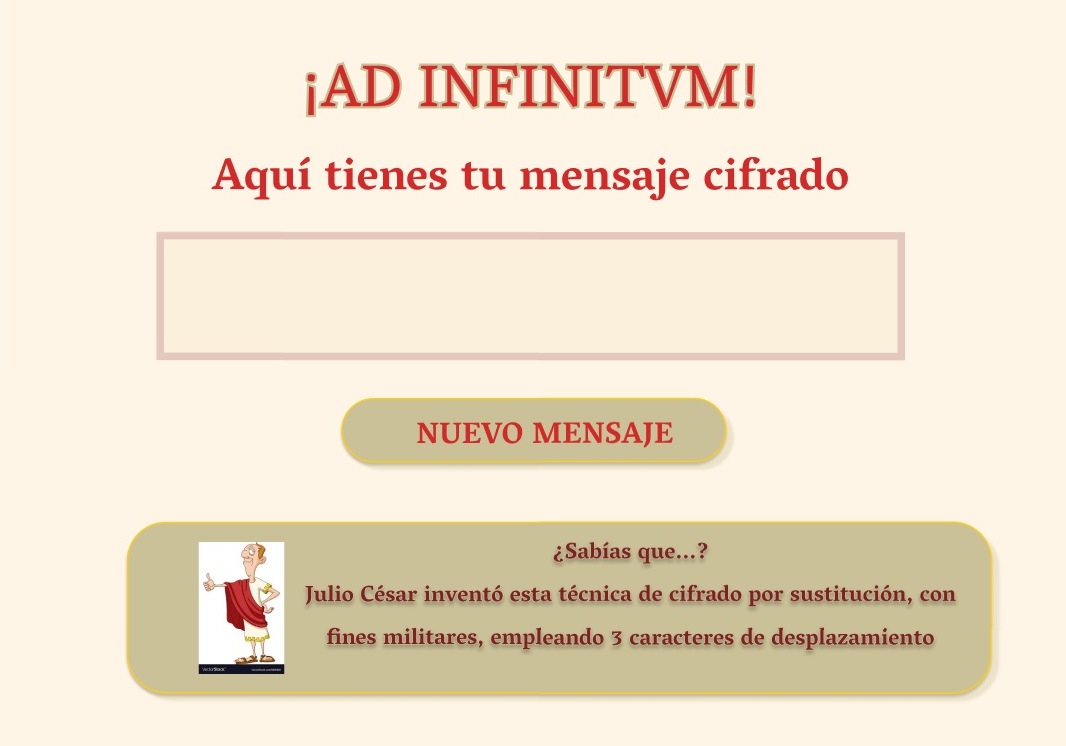 ¡AD INFINITVM!
Aquí tienes tu mensaje cifrado
NUEVO MENSAJE
¿Sabías que...?
Julio César inventó esta técnica de cifrado por sustitución, con
fines militares, empleando 3 caracteres de desplazamiento
VectorStock